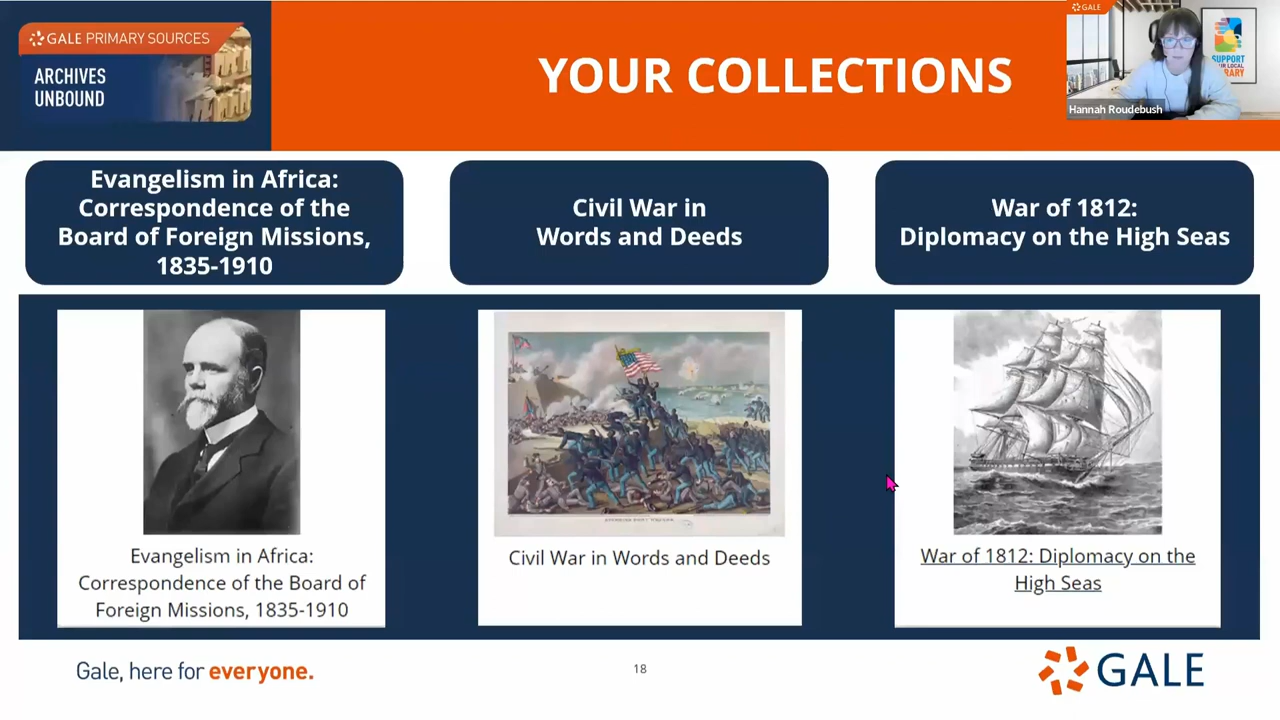 GALE PRIMARY SOURCES
ARCHIVES
UNBOUND
YOUR COLLECTIONS
GALE
SUPPORT
LOCAL
Hannah Roudebush
Evangelism in Africa:
Correspondence of the
Board of Foreign Missions,
1835-1910
Civil War in
Words and Deeds
War of 1812:
Diplomacy on the High Seas
Evangelism in Africa:
Correspondence of the Board of
Foreign Missions, 1835-1910
Civil War in Words and Deeds
War of 1812: Diplomacy on the
High Seas
Gale, here for everyone.
18
GALE